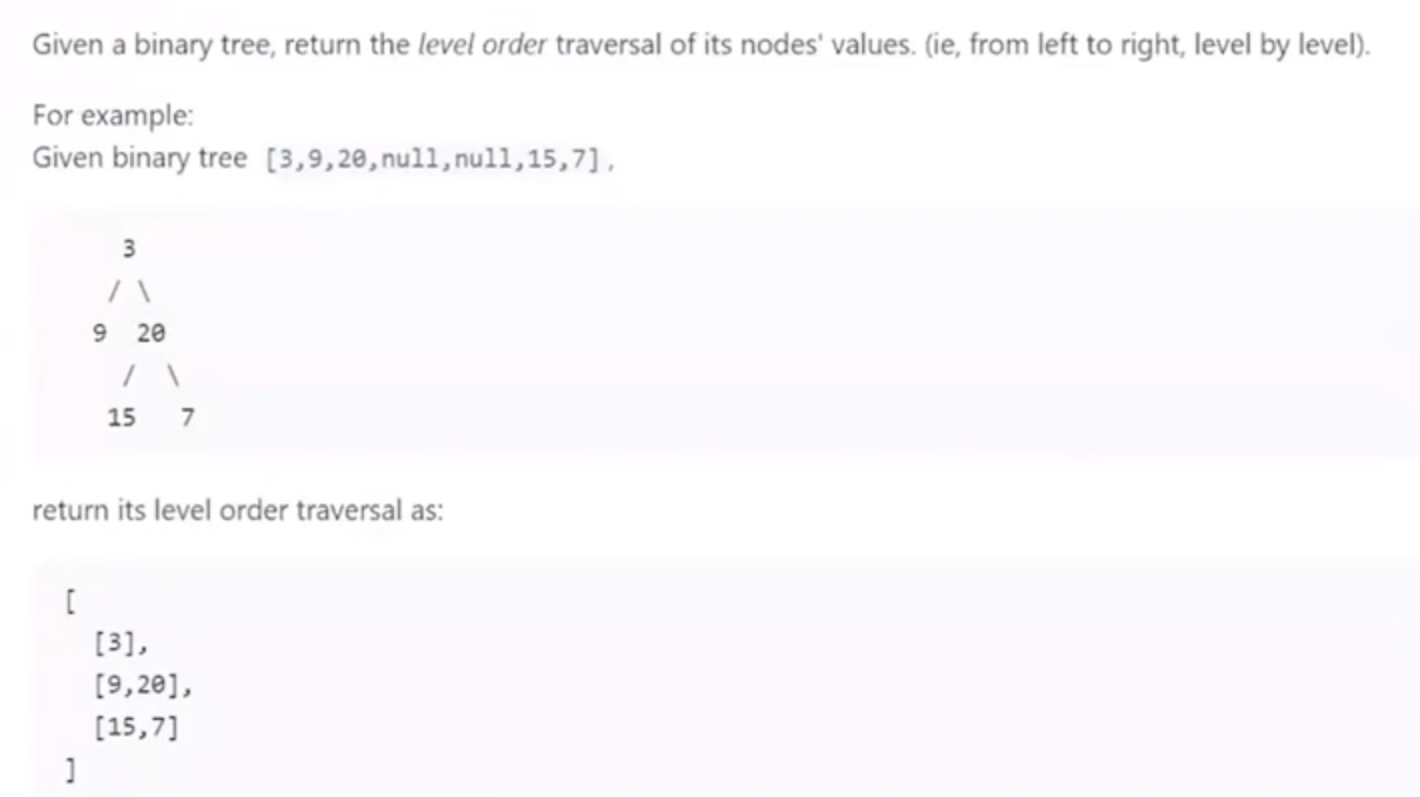 Given a binary tree, return the level order traversal of its nodes' values. (ie, from left to right, level by level).
For example:
Given binary tree [3,9,20,null,null,15,7],
3
/ \
9 20
/ \
15 7
return its level order traversal as:
[
[3],
[9,20],
[15,7]
]